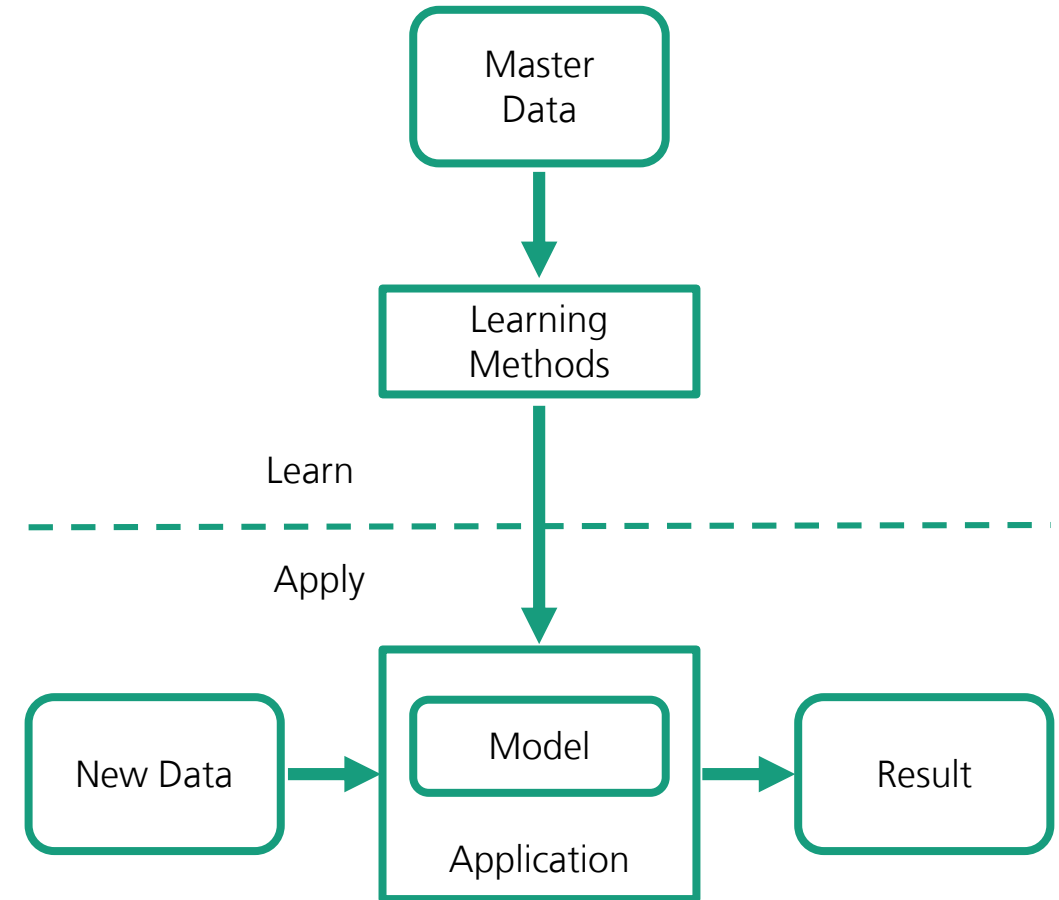 Master
Data
Learning
Methods
Learn
Apply
New Data
Model
Application
Result